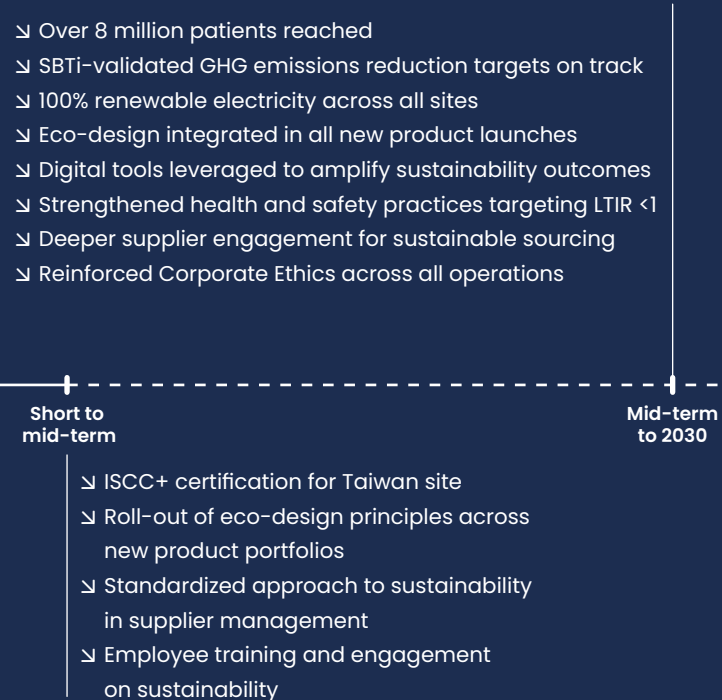 ↘ Over 8 million patients reached
↘ SBTi-validated GHG emissions reduction targets on track
↘ 100% renewable electricity across all sites
↘ Eco-design integrated in all new product launches
↘ Digital tools leveraged to amplify sustainability outcomes
↘ Strengthened health and safety practices targeting LTIR <1
↘ Deeper supplier engagement for sustainable sourcing
↘ Reinforced Corporate Ethics across all operations
Short to
mid-term
Mid-term
to 2030
↘ ISCC+ certification for Taiwan site
↘ Roll-out of eco-design principles across
new product portfolios
↘ Standardized approach to sustainability
in supplier management
↘ Employee training and engagement
on sustainability